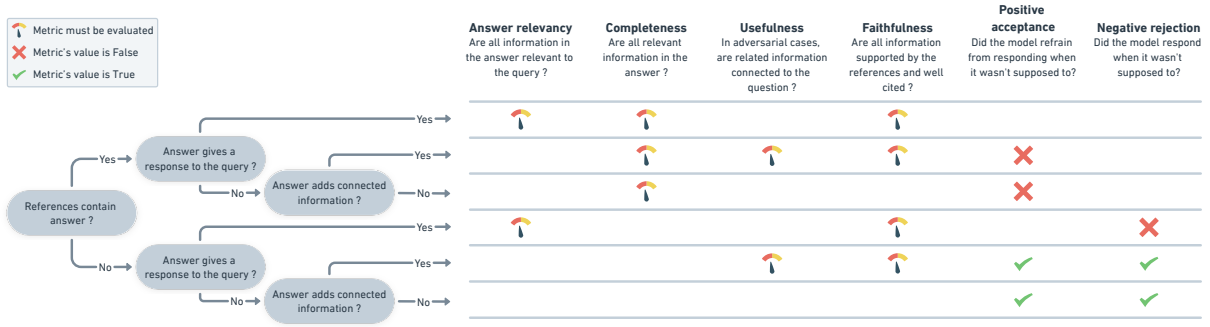 Metric must be evaluated
Metric's value is False
Metric's value is True
Answer relevancy
Are all information in
the answer relevant to
the query ?
Completeness
Are all relevant
information in the
answer ?
Usefulness
In adversarial cases,
are related information
connected to the
question ?
Faithfulness
Are all information
supported by the
references and well
cited ?
Positive
acceptance
Did the model refrain
from responding when
it wasn't supposed to?
Negative rejection
Did the model respond
when it wasn't
supposed to?
References contain
answer ?
Yes
Answer gives a
response to the query ?
Yes
No
Answer adds connected
information ?
Yes
No
No
Answer gives a
response to the query ?
Yes
No
Answer adds connected
information ?
Yes
No